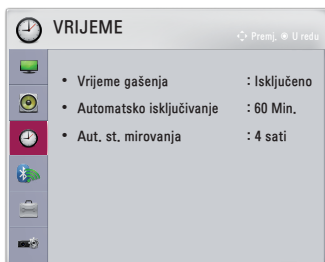 VRIJEME
Premj. U redu
• Vrijeme gašenja : Isključeno
• Automatsko isključivanje : 60 Min.
• Aut. st. mirovanja : 4 sati